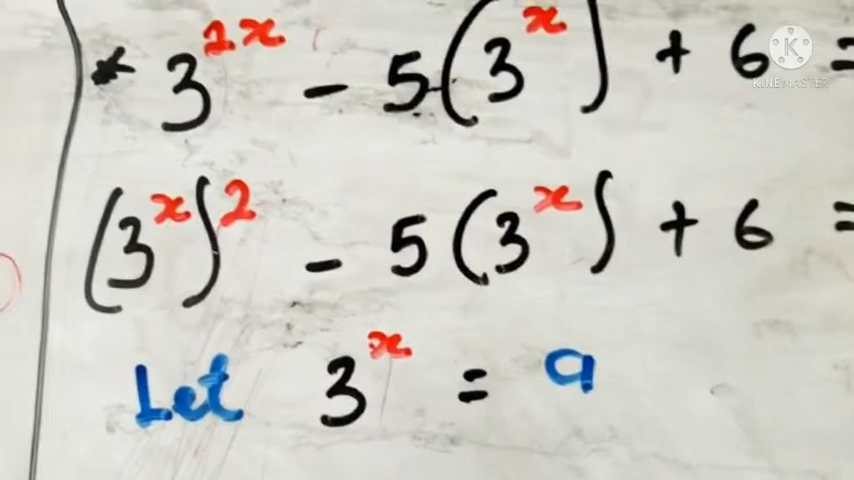 * 3^{2x} - 5(3^x) + 6 =
(3^x)^2 - 5(3^x) + 6 =
Let 3^x = a
KINEMASTER